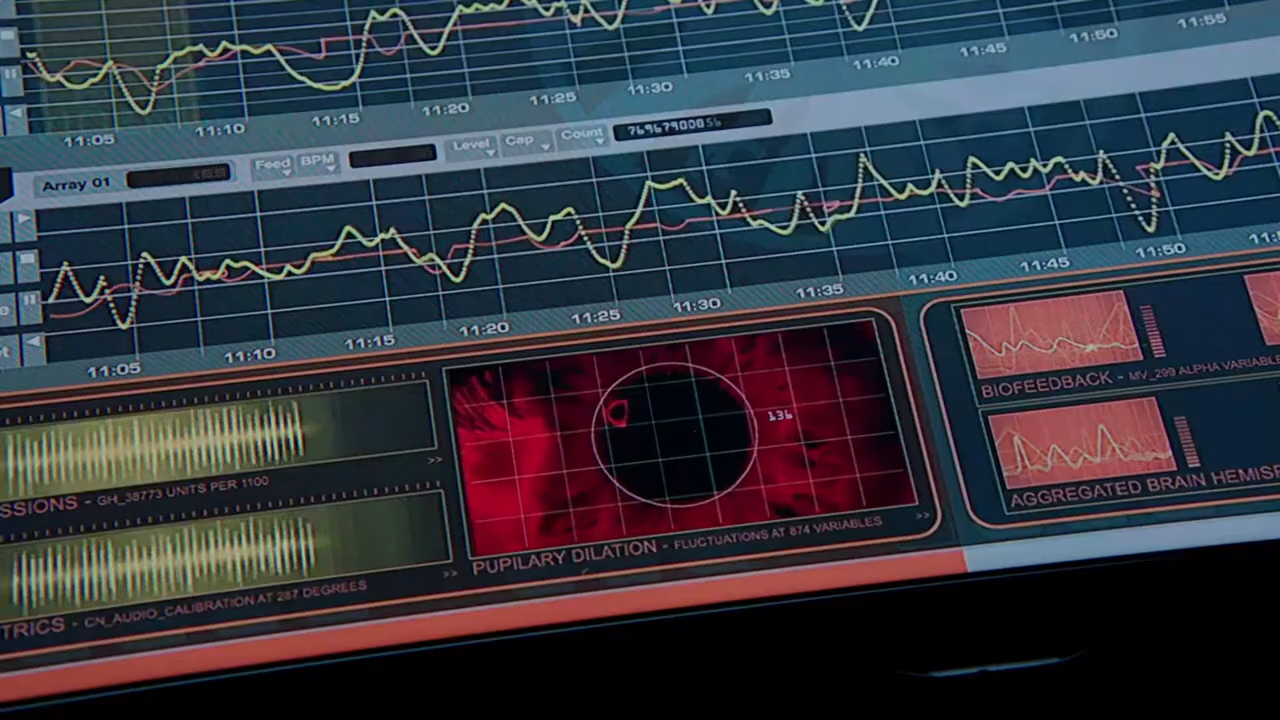 11:05 11:10 11:15 11:20 11:25 11:30 11:35 11:40 11:45 11:50 11:55
Array 01 Feed BPM Level Cap Count
11:05 11:10 11:15 11:20 11:25 11:30 11:35 11:40 11:45 11:50
136
SSIONS - GH_38773 UNITS PER 1100 >>
TRICS - CN_AUDIO_CALIBRATION AT 287 DEGREES >>
PUPILARY DILATION - FLUCTUATIONS AT 874 VARIABLES >>
BIOFEEDBACK - MV_299 ALPHA VARIABLE
AGGREGATED BRAIN HEMISP